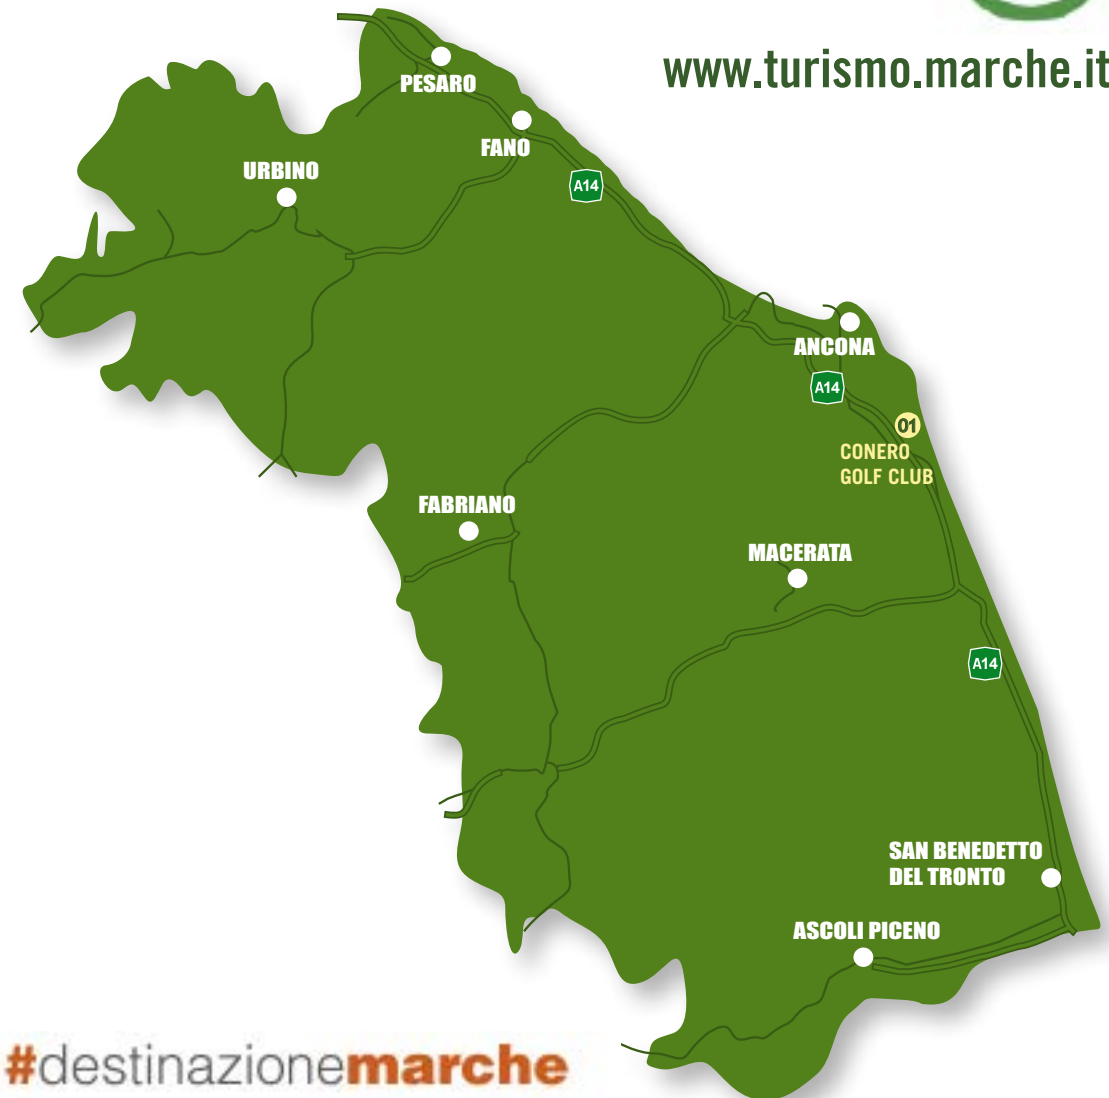 www.turismo.marche.it
PESARO
FANO
URBINO
A14
ANCONA
A14
01
CONERO
GOLF CLUB
FABRIANO
MACERATA
A14
SAN BENEDETTO
DEL TRONTO
ASCOLI PICENO
#destinazionemarche